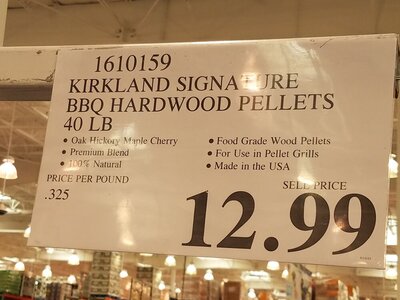 1610159
KIRKLAND SIGNATURE
BBQ HARDWOOD PELLETS
40 LB
• Oak Hickory Maple Cherry
• Premium Blend
• 100% Natural
• Food Grade Wood Pellets
• For Use in Pellet Grills
• Made in the USA
PRICE PER POUND
.325
SELL PRICE
12.99